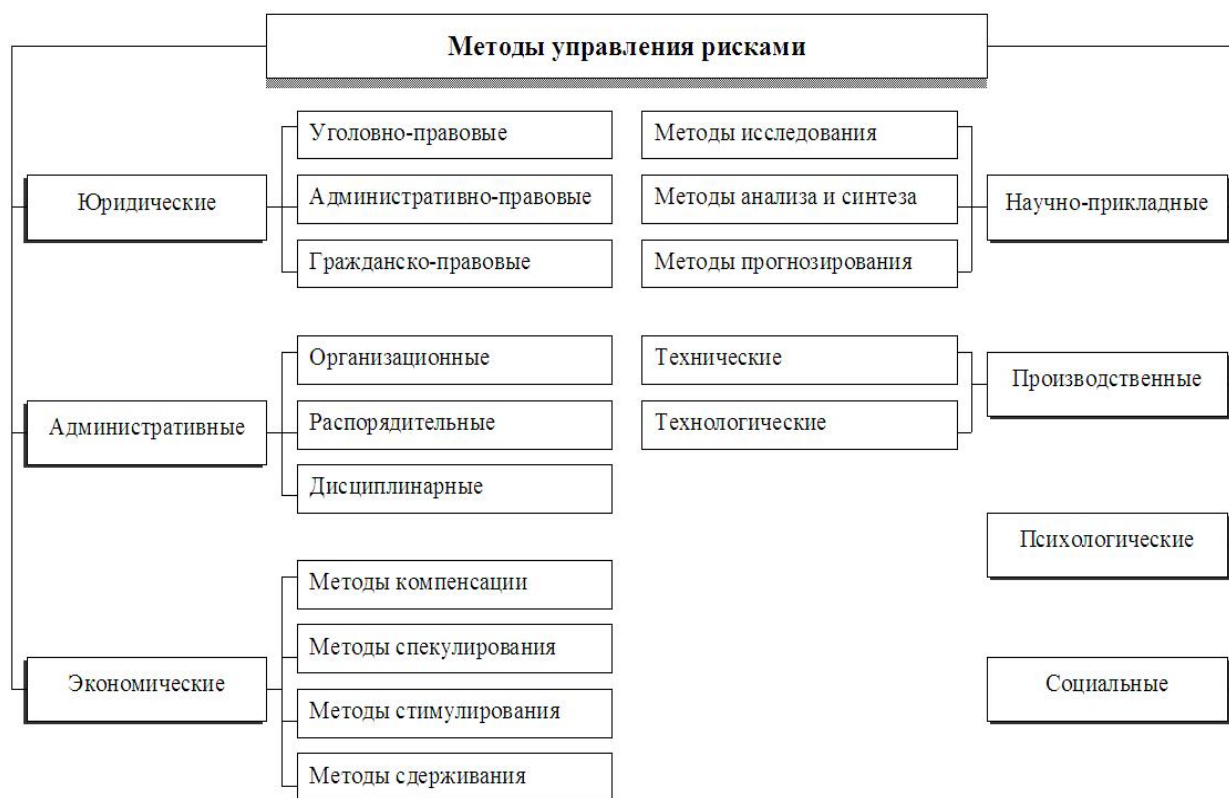 Методы управления рисками
Юридические
Уголовно-правовые
Административно-правовые
Гражданско-правовые
Административные
Организационные
Распорядительные
Дисциплинарные
Экономические
Методы компенсации
Методы спекулирования
Методы стимулирования
Методы сдерживания
Методы исследования
Методы анализа и синтеза
Методы прогнозирования
Научно-прикладные
Технические
Технологические
Производственные
Психологические
Социальные